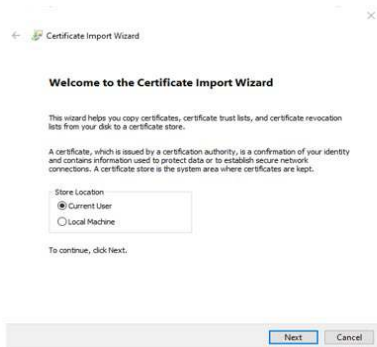 Certificate Import Wizard
Welcome to the Certificate Import Wizard
This wizard helps you copy certificates, certificate trust lists, and certificate revocation
lists from your disk to a certificate store.
A certificate, which is issued by a certification authority, is a confirmation of your identity
and contains information used to protect data or to establish secure network
connections. A certificate store is the system area where certificates are kept.
Store Location
Current User
Local Machine
To continue, click Next.
Next
Cancel